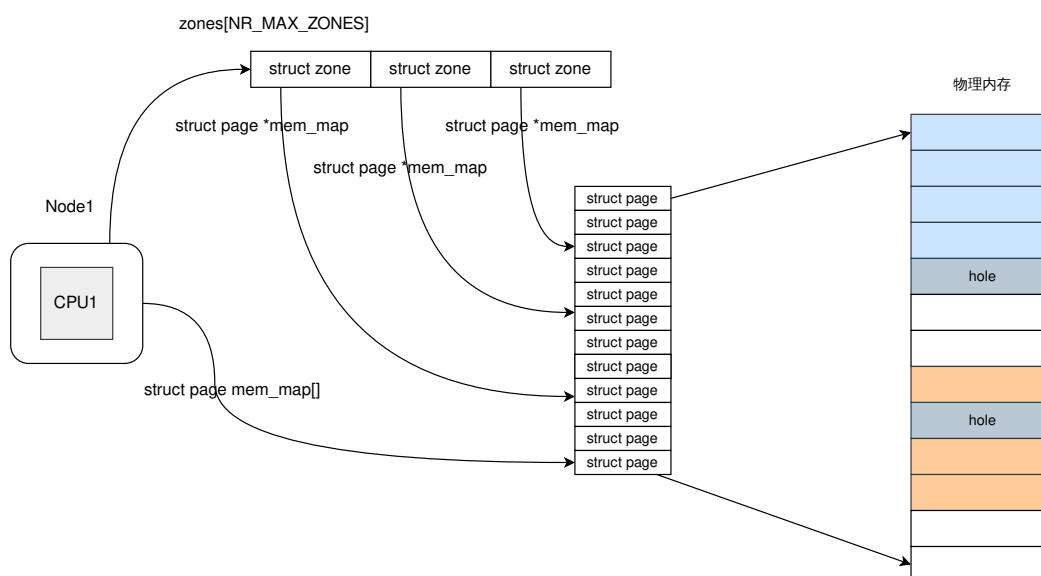 zones[NR_MAX_ZONES]
struct zone
struct zone
struct zone
物理内存
struct page *mem_map
struct page *mem_map
struct page *mem_map
Node1
CPU1
struct page mem_map[]
struct page
struct page
struct page
struct page
struct page
struct page
struct page
struct page
struct page
struct page
struct page
struct page
hole
hole